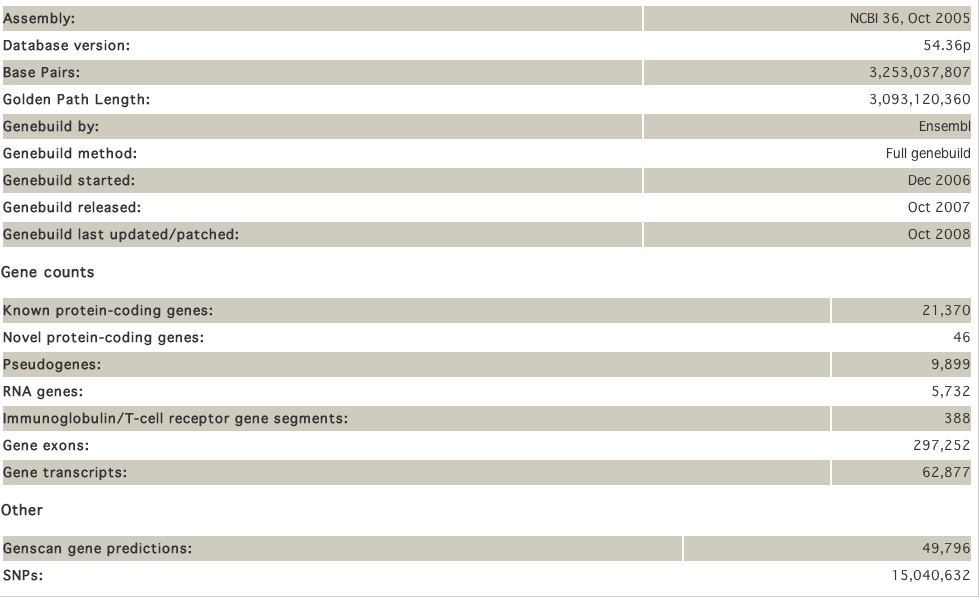 Assembly: NCBI 36, Oct 2005
Database version: 54.36p
Base Pairs: 3,253,037,807
Golden Path Length: 3,093,120,360
Genebuild by: Ensembl
Genebuild method: Full genebuild
Genebuild started: Dec 2006
Genebuild released: Oct 2007
Genebuild last updated/patched: Oct 2008
Gene counts
Known protein-coding genes: 21,370
Novel protein-coding genes: 46
Pseudogenes: 9,899
RNA genes: 5,732
Immunoglobulin/T-cell receptor gene segments: 388
Gene exons: 297,252
Gene transcripts: 62,877
Other
Genscan gene predictions: 49,796
SNPs: 15,040,632